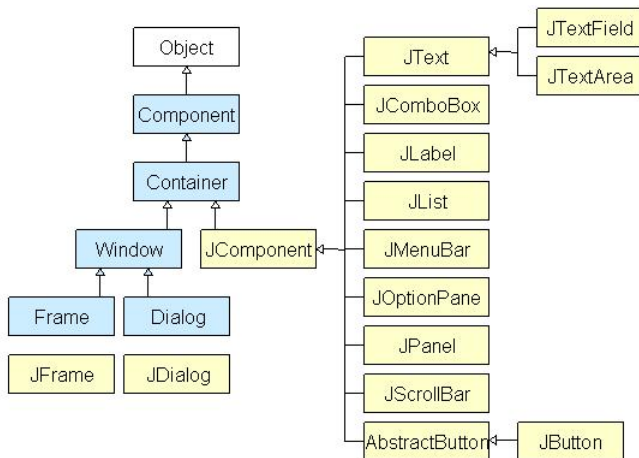 Object
Component
Container
Window
JComponent
Frame
Dialog
JFrame
JDialog
JText
JComboBox
JLabel
JList
JMenuBar
JOptionPane
JPanel
JScrollBar
AbstractButton
JTextField
JTextArea
JButton